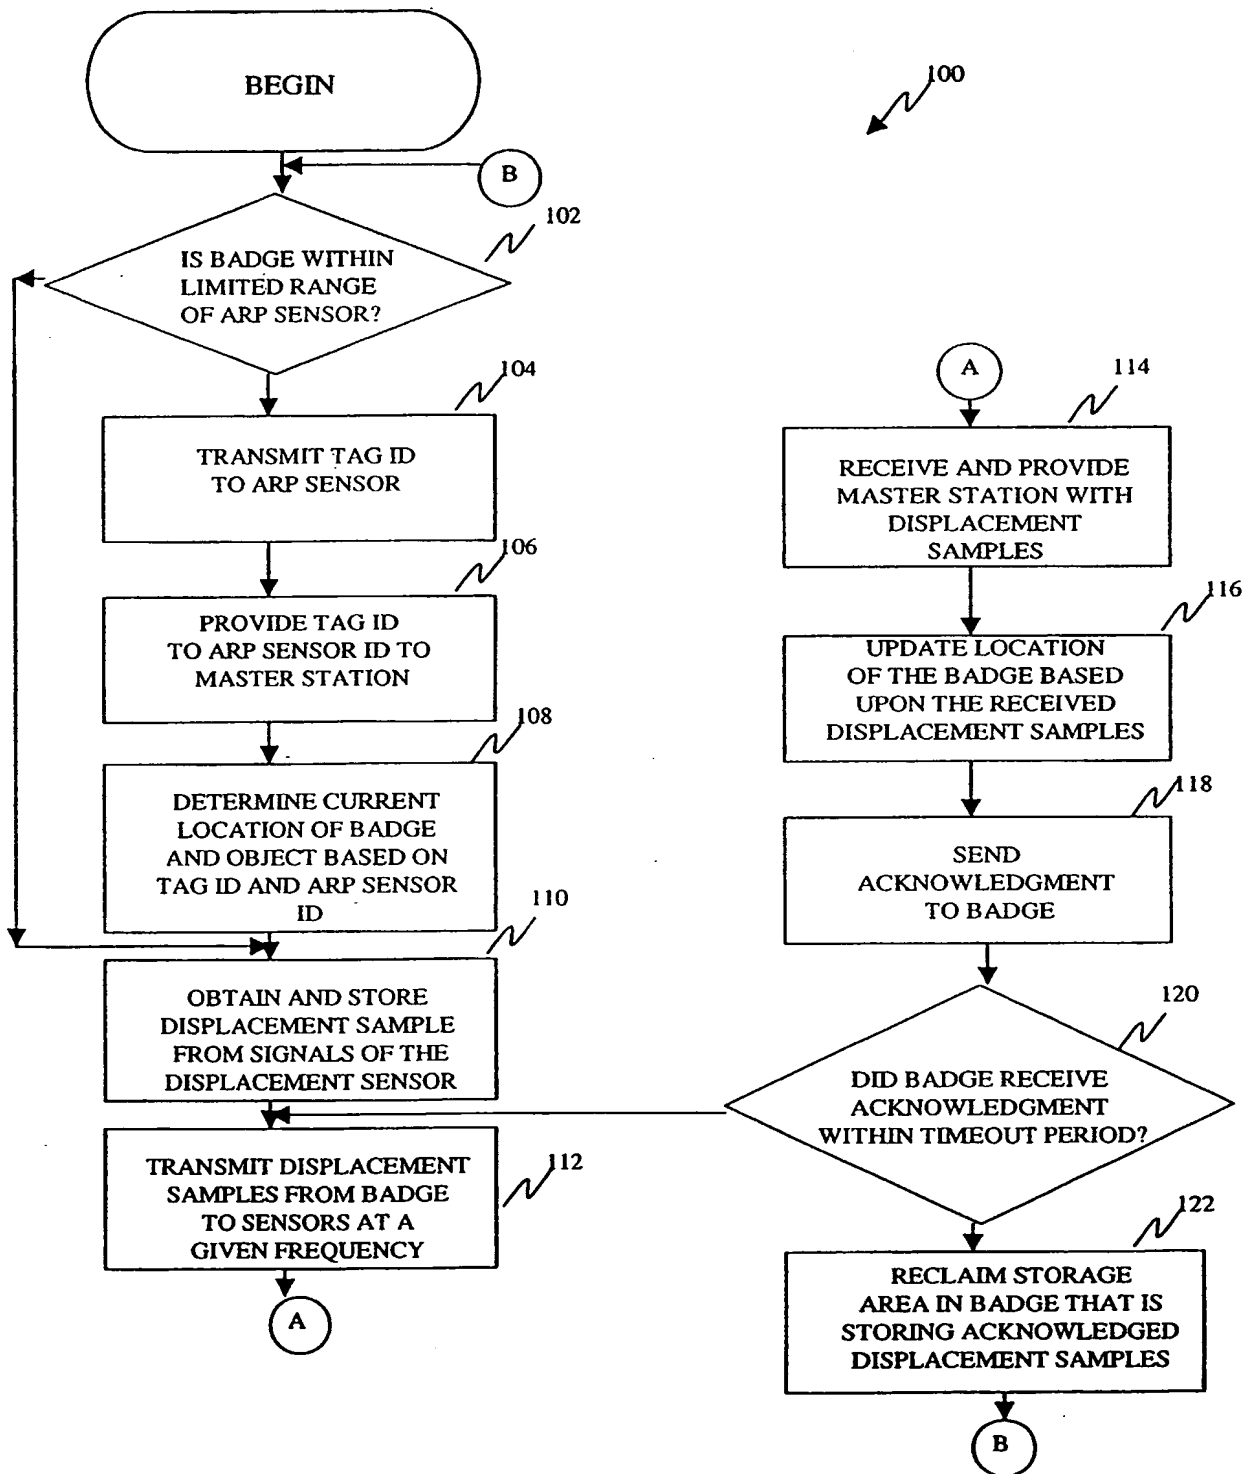 BEGIN
100
B
102
IS BADGE WITHIN
LIMITED RANGE
OF ARP SENSOR?
104
TRANSMIT TAG ID
TO ARP SENSOR
106
PROVIDE TAG ID
TO ARP SENSOR ID TO
MASTER STATION
108
DETERMINE CURRENT
LOCATION OF BADGE
AND OBJECT BASED ON
TAG ID AND ARP SENSOR
ID
110
OBTAIN AND STORE
DISPLACEMENT SAMPLE
FROM SIGNALS OF THE
DISPLACEMENT SENSOR
112
TRANSMIT DISPLACEMENT
SAMPLES FROM BADGE
TO SENSORS AT A
GIVEN FREQUENCY
A
A
114
RECEIVE AND PROVIDE
MASTER STATION WITH
DISPLACEMENT
SAMPLES
116
UPDATE LOCATION
OF THE BADGE BASED
UPON THE RECEIVED
DISPLACEMENT SAMPLES
118
SEND
ACKNOWLEDGMENT
TO BADGE
120
DID BADGE RECEIVE
ACKNOWLEDGMENT
WITHIN TIMEOUT PERIOD?
122
RECLAIM STORAGE
AREA IN BADGE THAT IS
STORING ACKNOWLEDGED
DISPLACEMENT SAMPLES
B